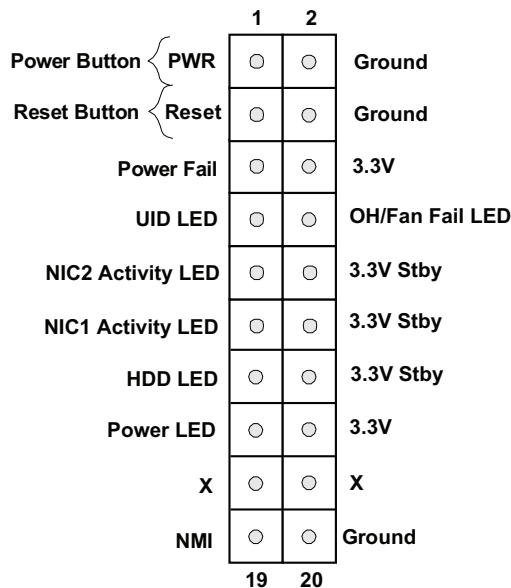 1 2
Power Button PWR Ground
Reset Button Reset Ground
Power Fail 3.3V
UID LED OH/Fan Fail LED
NIC2 Activity LED 3.3V Stby
NIC1 Activity LED 3.3V Stby
HDD LED 3.3V Stby
Power LED 3.3V
X X
NMI Ground
19 20